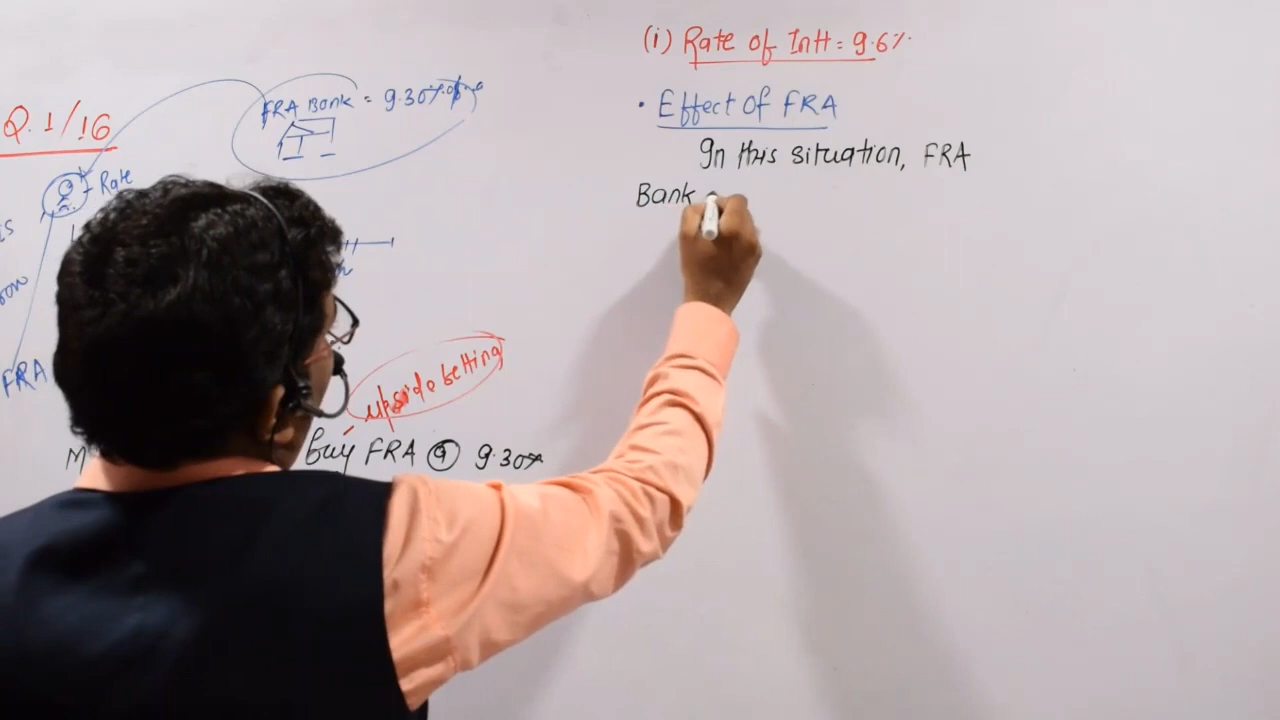 Q.1/16
FRA Bank = 9.30%
Rate
is
FRA
upside betting
M
buy FRA @ 9.30%
(i) Rate of Intt = 9.6%
• Effect of FRA
In this situation, FRA
Bank